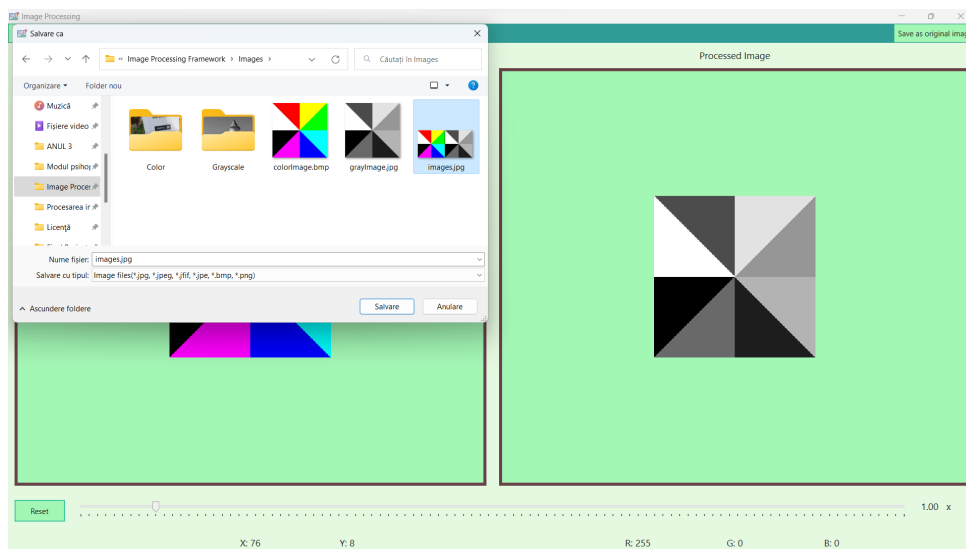 Image Processing
Salvare ca
Save as original imag
« Image Processing Framework > Images >
Căutați în Images
Processed Image
Organizare
Folder nou
Muzică
Fișiere video
ANUL 3
Modul psihop
Image Proces
Procesarea ir
Licență
Color
Grayscale
colorImage.bmp
grayImage.jpg
images.jpg
Nume fișier: images.jpg
Salvare cu tipul: Image files(*.jpg, *.jpeg, *.jfif, *.jpe, *.bmp, *.png)
Ascundere foldere
Salvare
Anulare
Reset
1.00 x
X: 76
Y: 8
R: 255
G: 0
B: 0